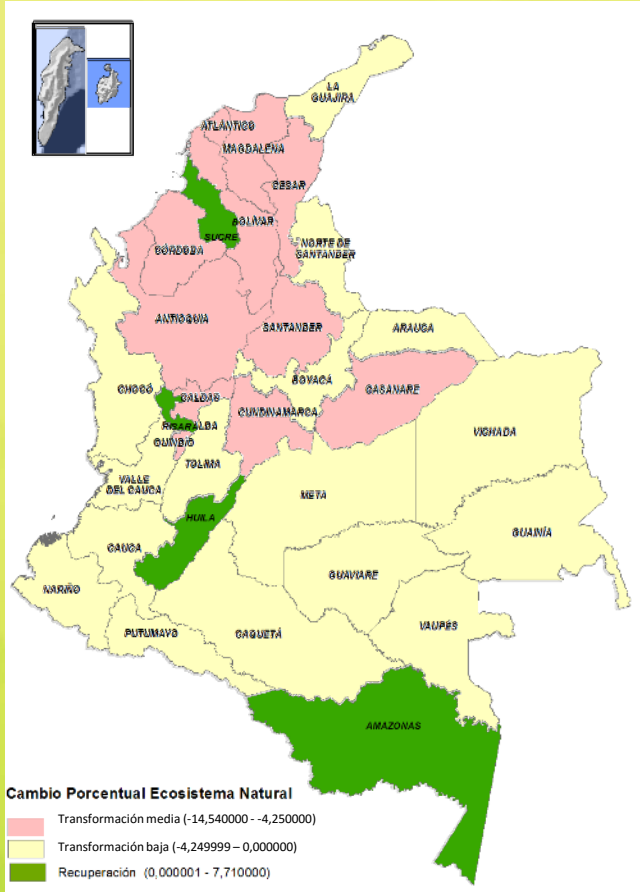 LA
GUAJIRA
ATLÁNTICO
MAGDALENA
CESAR
BOLÍVAR
SUCRE
NORTE DE
SANTANDER
CÓRDOBA
ANTIOQUIA
SANTANDER
ARAUCA
BOYACÁ
CHOCÓ
CALDAS
CASANARE
CUNDINAMARCA
RISARALDA
VICHADA
QUINDÍO
TOLIMA
VALLE
DEL CAUCA
META
HUILA
GUAINÍA
CAUCA
GUAVIARE
NARIÑO
VAUPÉS
PUTUMAYO
CAQUETÁ
AMAZONAS
Cambio Porcentual Ecosistema Natural
Transformación media (-14,540000 - -4,250000)
Transformación baja (-4,249999 – 0,000000)
Recuperación (0,000001 - 7,710000)